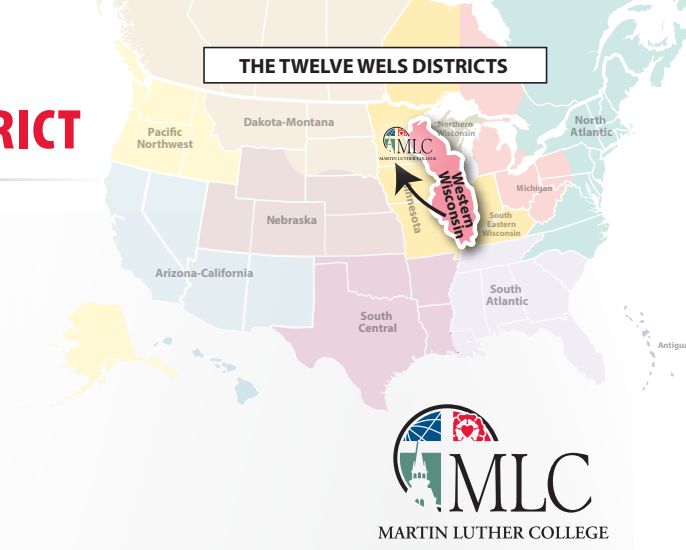 THE TWELVE WELS DISTRICTS
RICT
Pacific
Northwest
Dakota-Montana
Northern
Wisconsin
North
Atlantic
MLC
MARTIN LUTHER COLLEGE
Western
Wisconsin
Michigan
Nebraska
nnesota
South
Eastern
Wisconsin
Arizona-California
South
Atlantic
South
Central
Antigua
MLC
MARTIN LUTHER COLLEGE